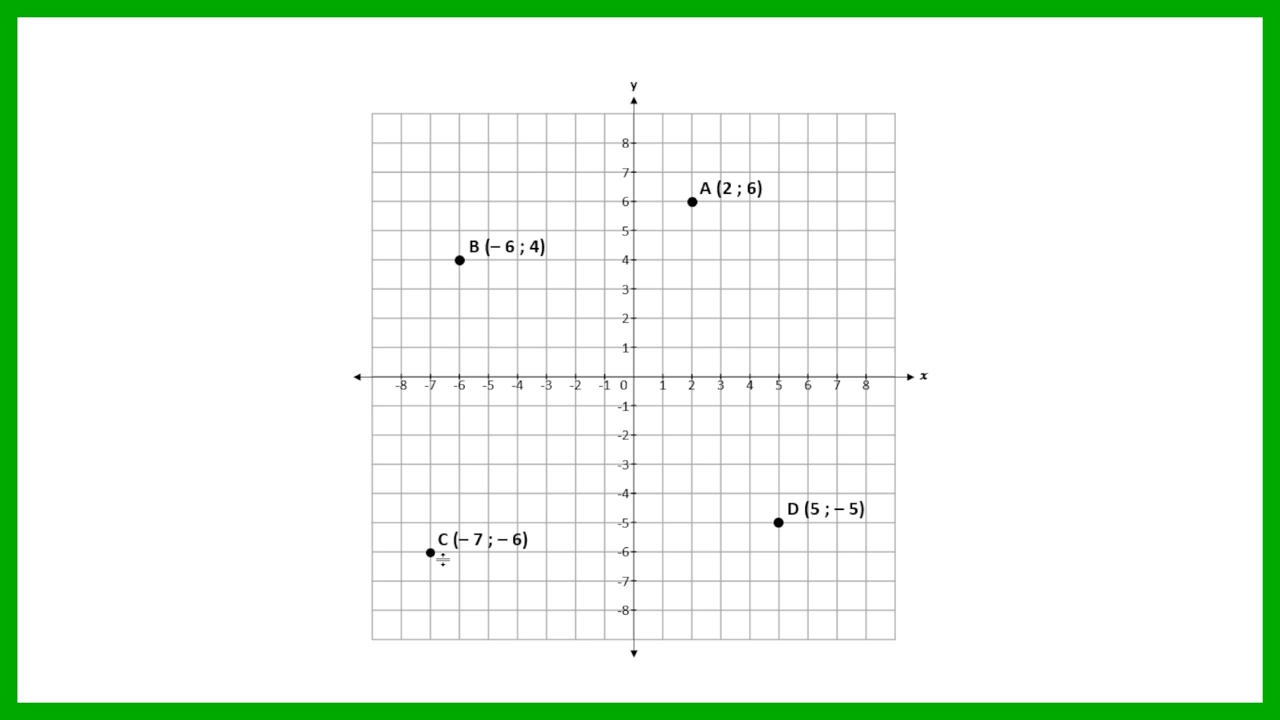 y
8
7
A (2 ; 6)
6
5
B (– 6 ; 4)
4
3
2
1
x
-8 -7 -6 -5 -4 -3 -2 -1 0 1 2 3 4 5 6 7 8
-1
-2
-3
-4
D (5 ; – 5)
-5
C (– 7 ; – 6)
-6
-7
-8